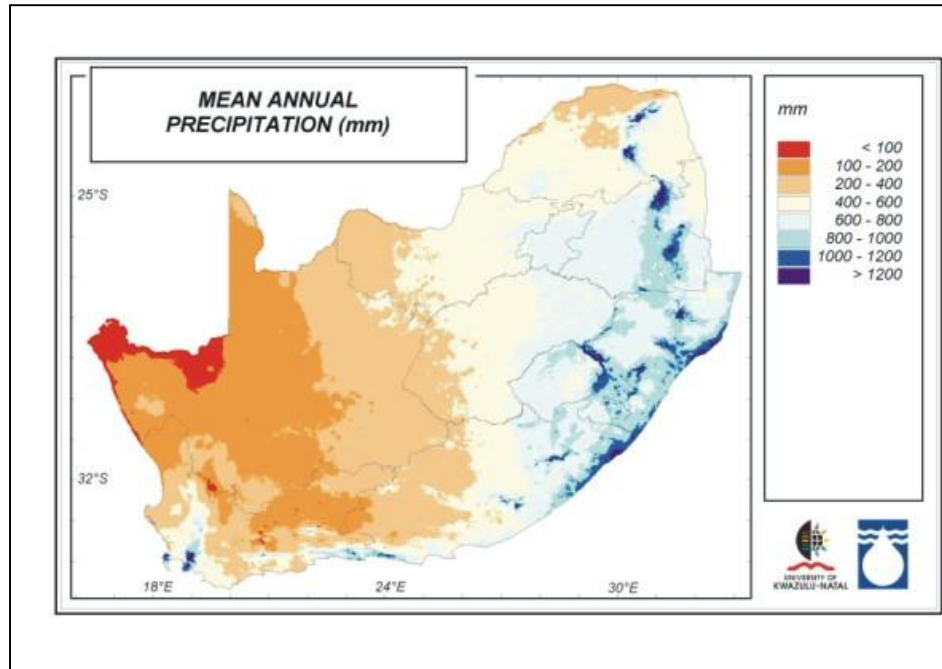 MEAN ANNUAL
PRECIPITATION (mm)
mm
< 100
100 - 200
200 - 400
400 - 600
600 - 800
800 - 1000
1000 - 1200
> 1200
25°S
32°S
18°E
24°E
30°E
UNIVERSITY OF
KWAZULU-NATAL